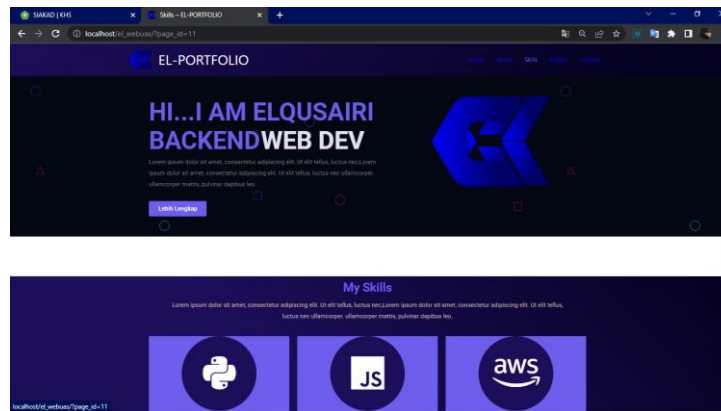 SIAKAD | KHS
Skills – EL-PORTFOLIO
localhost/el_webuas/?page_id=11
EL-PORTFOLIO
Skills
HI...I AM ELQUSAIRI
BACKENDWEB DEV
Lorem ipsum dolor sit amet, consectetur adipiscing elit. Ut elit tellus, luctus nec,Lorem
ipsum dolor sit amet, consectetur adipiscing elit. Ut elit tellus, luctus nec ullamcorper.
ullamcorper mattis, pulvinar dapibus leo.
Lebih Lengkap
My Skills
Lorem ipsum dolor sit amet, consectetur adipiscing elit. Ut elit tellus, luctus nec,Lorem ipsum dolor sit amet, consectetur adipiscing elit. Ut elit tellus,
luctus nec ullamcorper. ullamcorper mattis, pulvinar dapibus leo.
JS
aws
localhost/el_webuas/?page_id=11